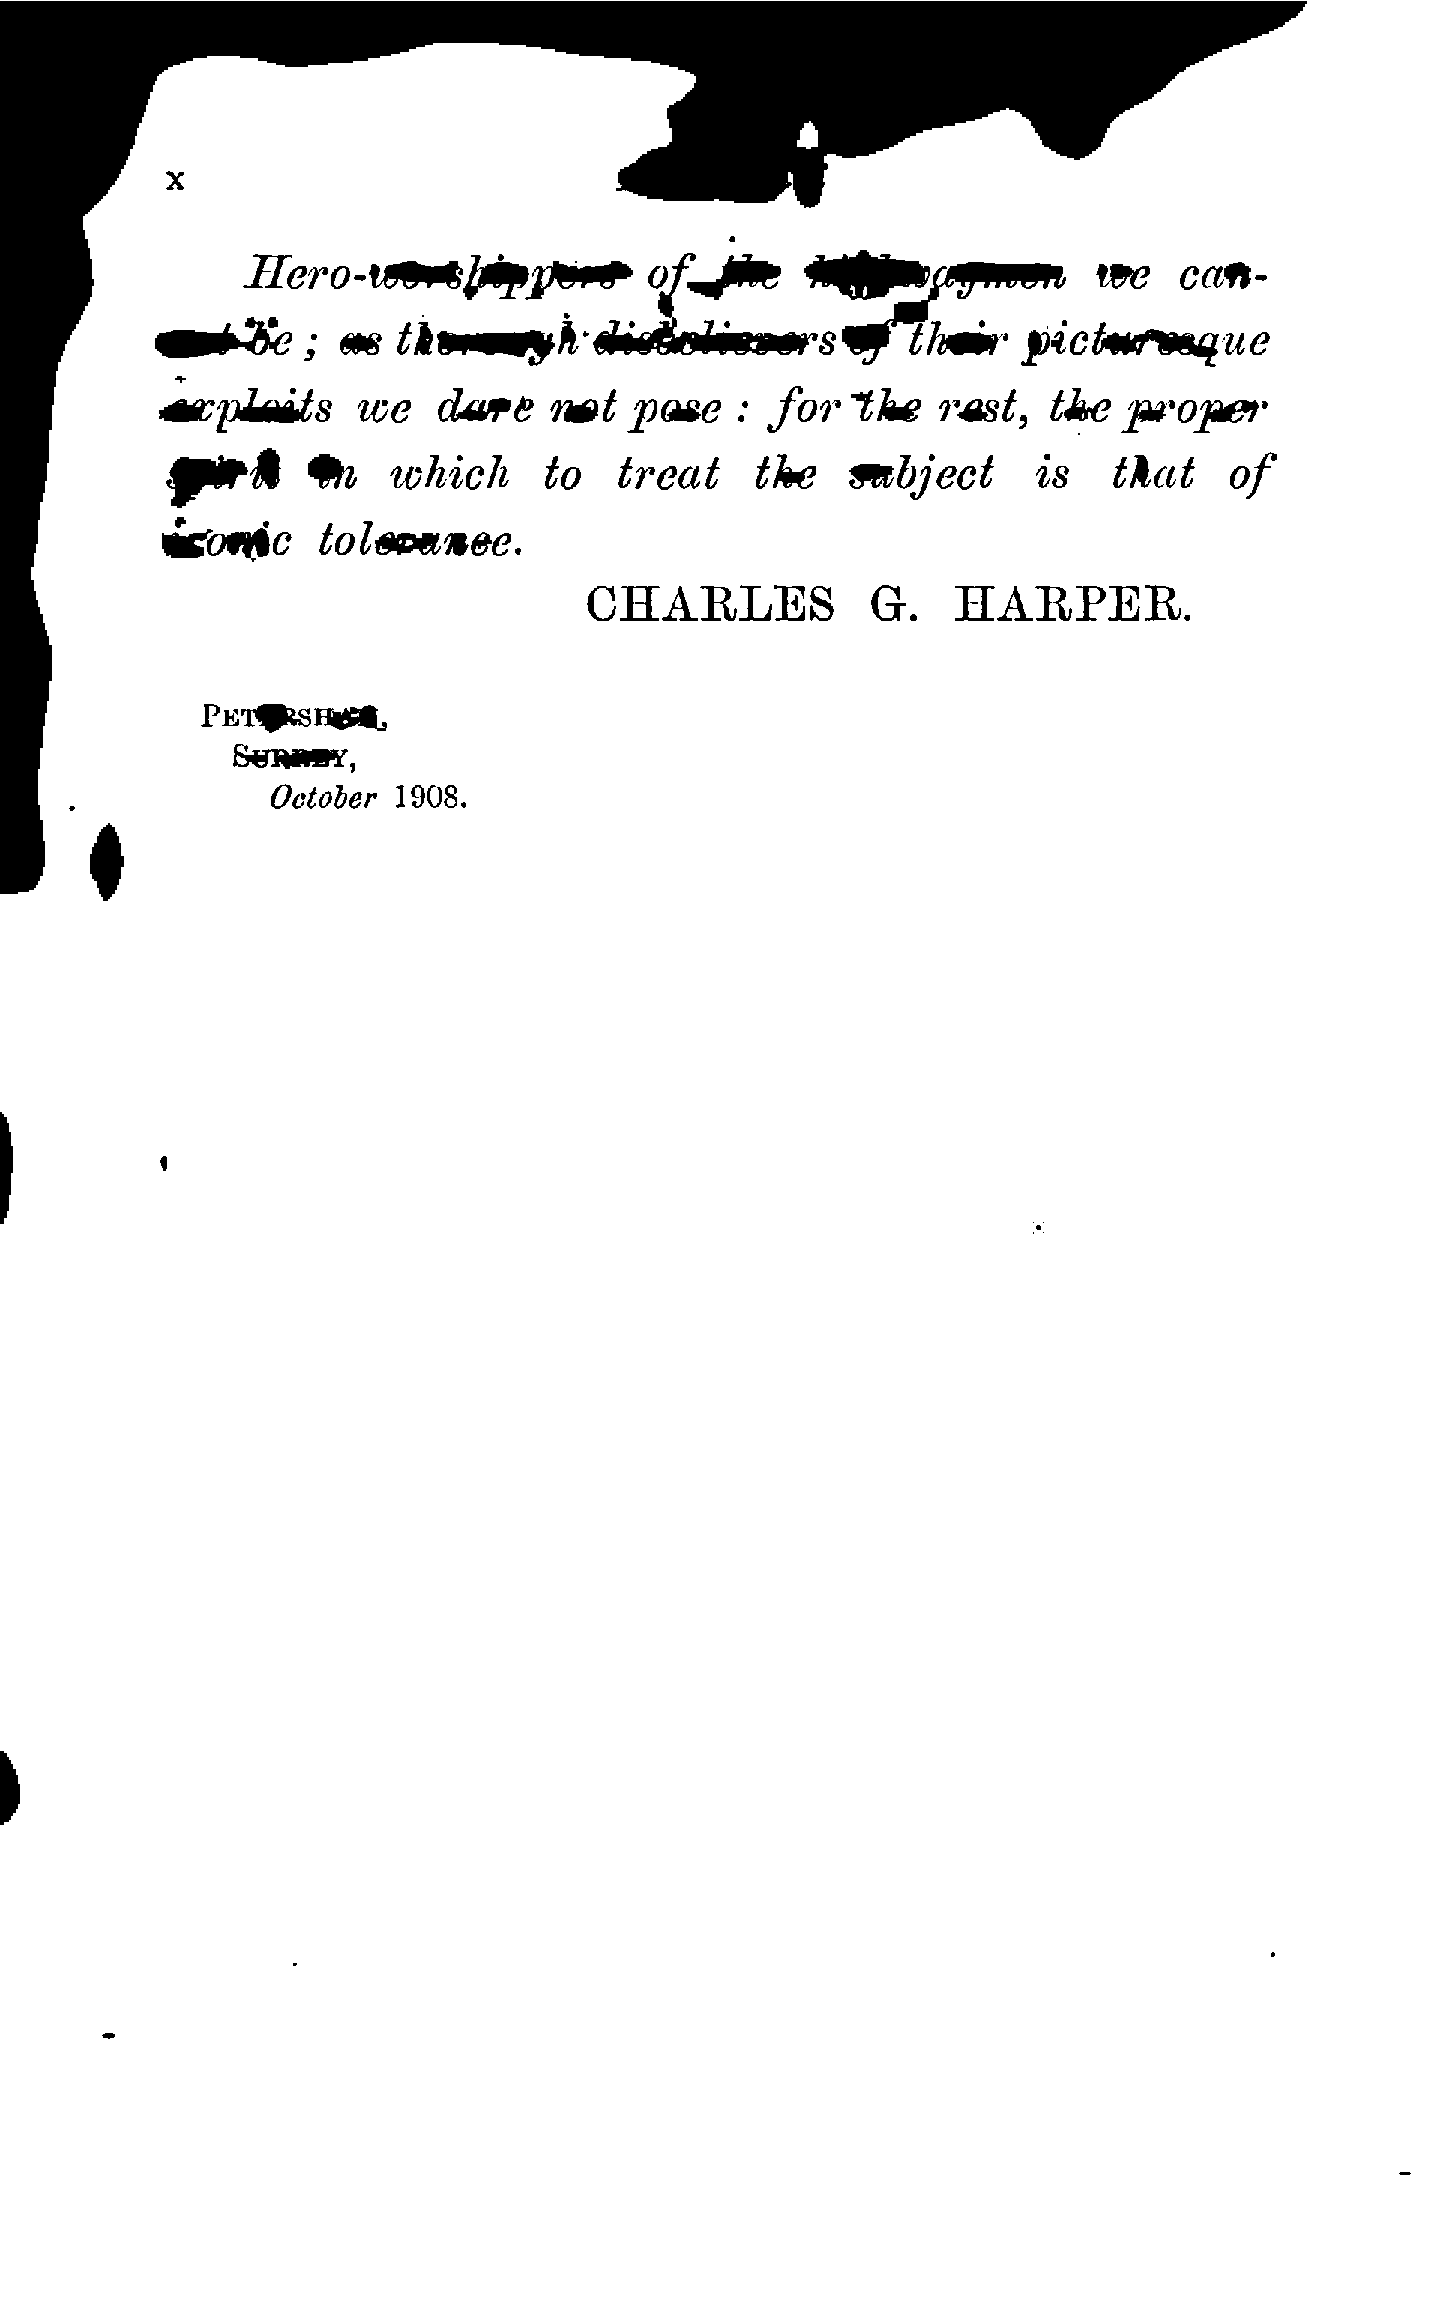 x
Hero-worshippers of the highwaymen we can-
not be; as thorough disbelievers of their picturesque
exploits we dare not pose: for the rest, the proper
spirit in which to treat the subject is that of
ironic tolerance.
CHARLES G. HARPER.
PETERSHAM,
SURREY,
October 1908.